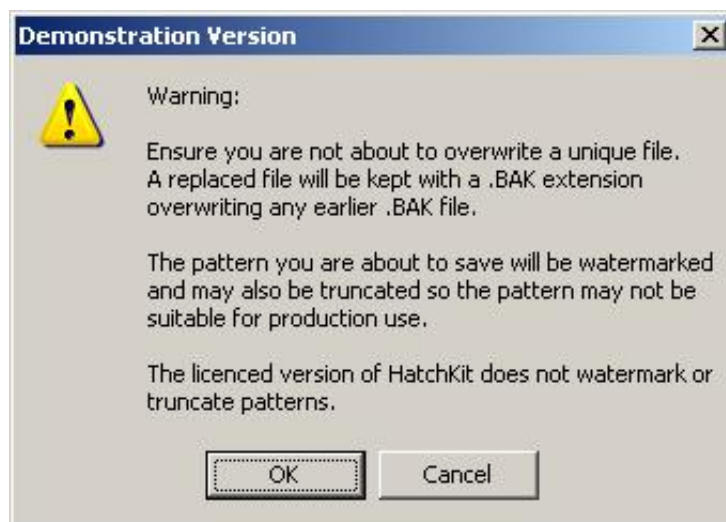 Demonstration Version
Warning:
Ensure you are not about to overwrite a unique file.
A replaced file will be kept with a .BAK extension
overwriting any earlier .BAK file.
The pattern you are about to save will be watermarked
and may also be truncated so the pattern may not be
suitable for production use.
The licenced version of HatchKit does not watermark or
truncate patterns.
OK
Cancel